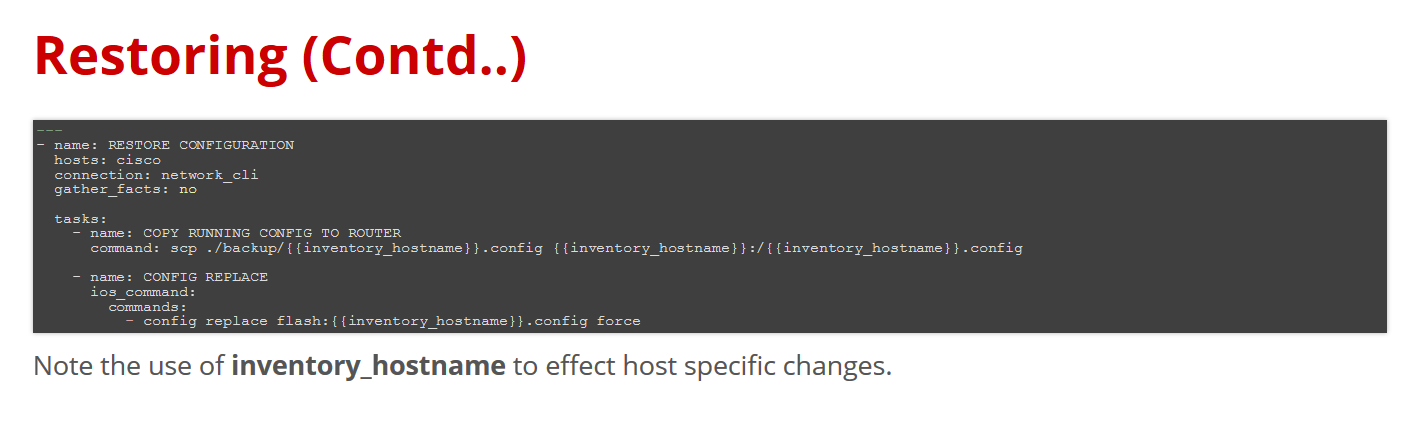 Restoring (Contd..)
---
- name: RESTORE CONFIGURATION
  hosts: cisco
  connection: network_cli
  gather_facts: no
  tasks:
    - name: COPY RUNNING CONFIG TO ROUTER
      command: scp ./backup/{{inventory_hostname}}.config {{inventory_hostname}}:/{{inventory_hostname}}.config
    - name: CONFIG REPLACE
      ios_command:
        commands:
          - config replace flash:{{inventory_hostname}}.config force
Note the use of inventory_hostname to effect host specific changes.